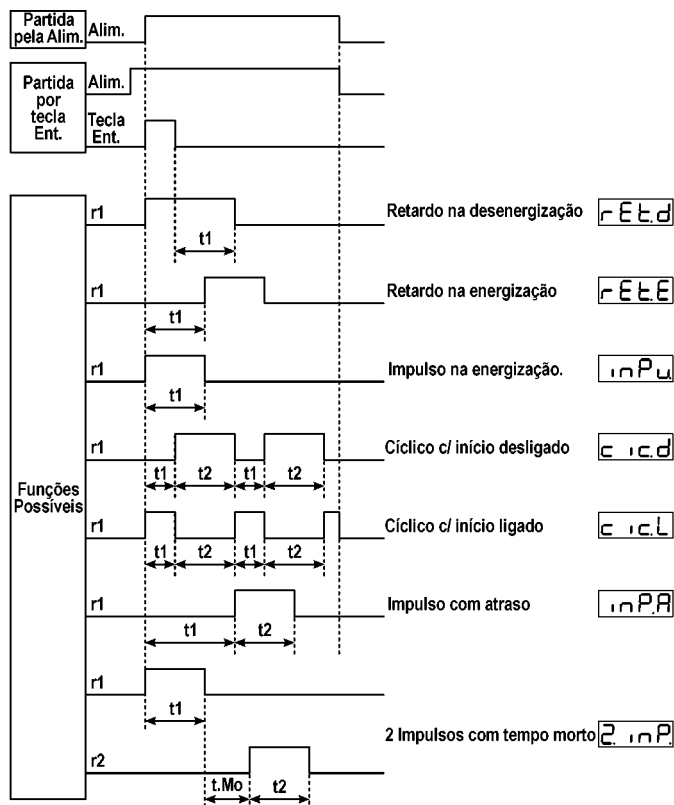 Partida
pela Alim.
Alim.
Partida
por
tecla
Ent.
Alim.
Tecla
Ent.
Funções
Possíveis
r1
t1
Retardo na desenergização
rEt.d
r1
t1
Retardo na energização
rEt.E
r1
t1
Impulso na energização.
inPu
r1
t1 t2 t1 t2
Cíclico c/ início desligado
cic.d
r1
t1 t2 t1 t2
Cíclico c/ início ligado
cic.L
r1
t1 t2
Impulso com atraso
inP.A
r1
t1
2 Impulsos com tempo morto
2. inP.
r2
t.Mo t2